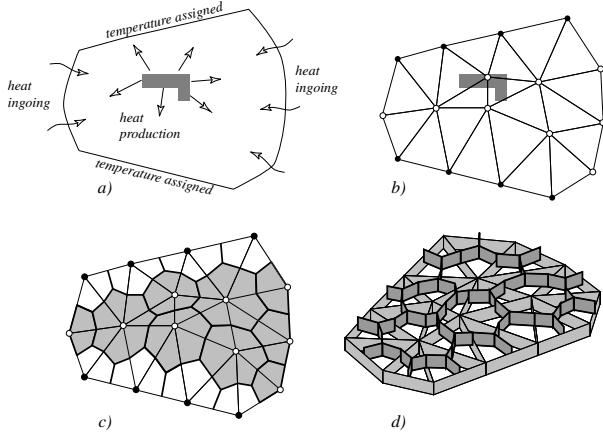 temperature assigned
heat
ingoing
heat
ingoing
heat
production
temperature assigned
a)
b)
c)
d)